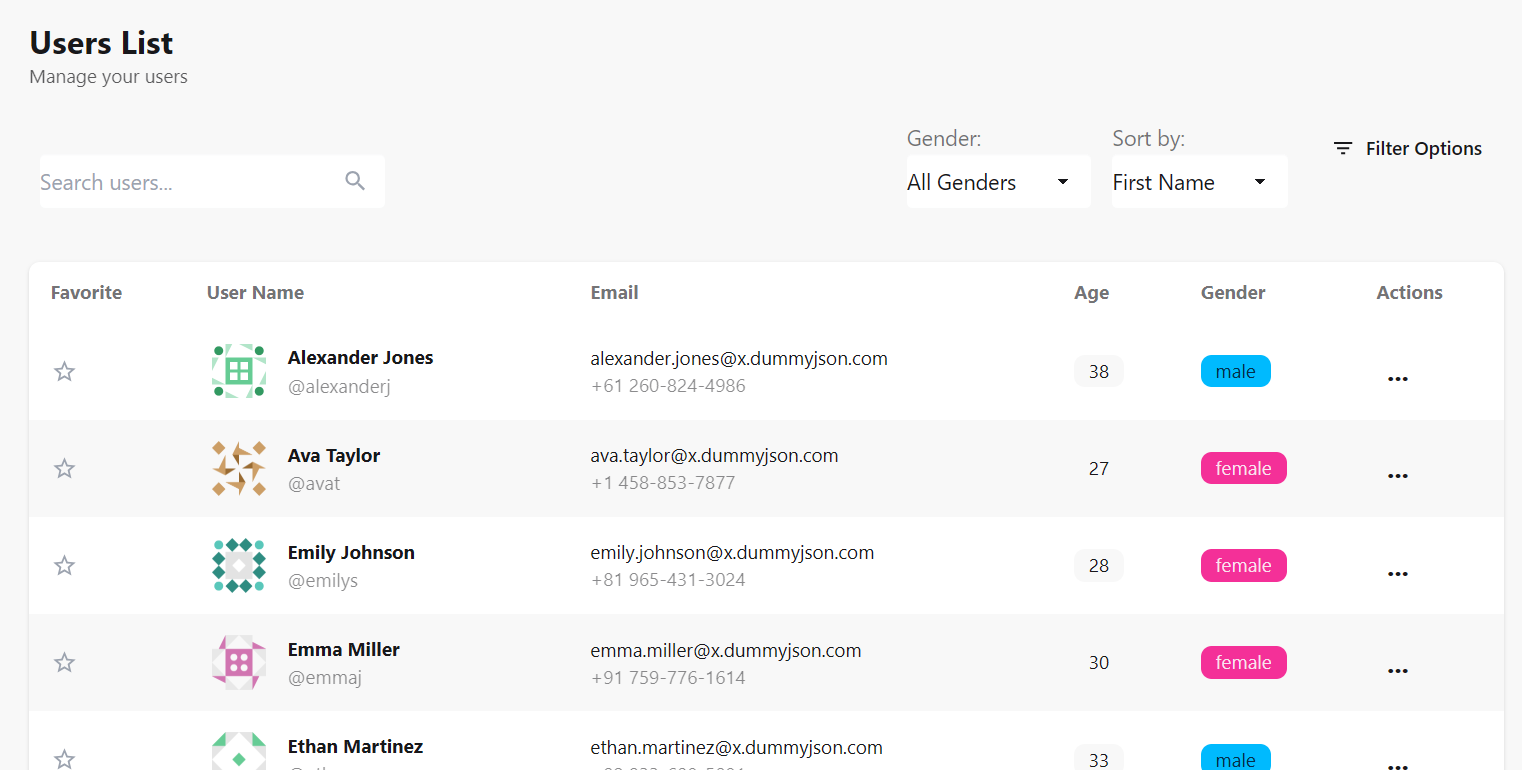 Users List
Manage your users
Gender: Sort by:
Filter Options
Search users... All Genders First Name
Favorite User Name Email Age Gender Actions
Alexander Jones alexander.jones@x.dummyjson.com 38 male ...
@alexanderj +61 260-824-4986
Ava Taylor ava.taylor@x.dummyjson.com 27 female ...
@avat +1 458-853-7877
Emily Johnson emily.johnson@x.dummyjson.com 28 female ...
@emilys +81 965-431-3024
Emma Miller emma.miller@x.dummyjson.com 30 female ...
@emmaj +91 759-776-1614
Ethan Martinez ethan.martinez@x.dummyjson.com 33 male ...